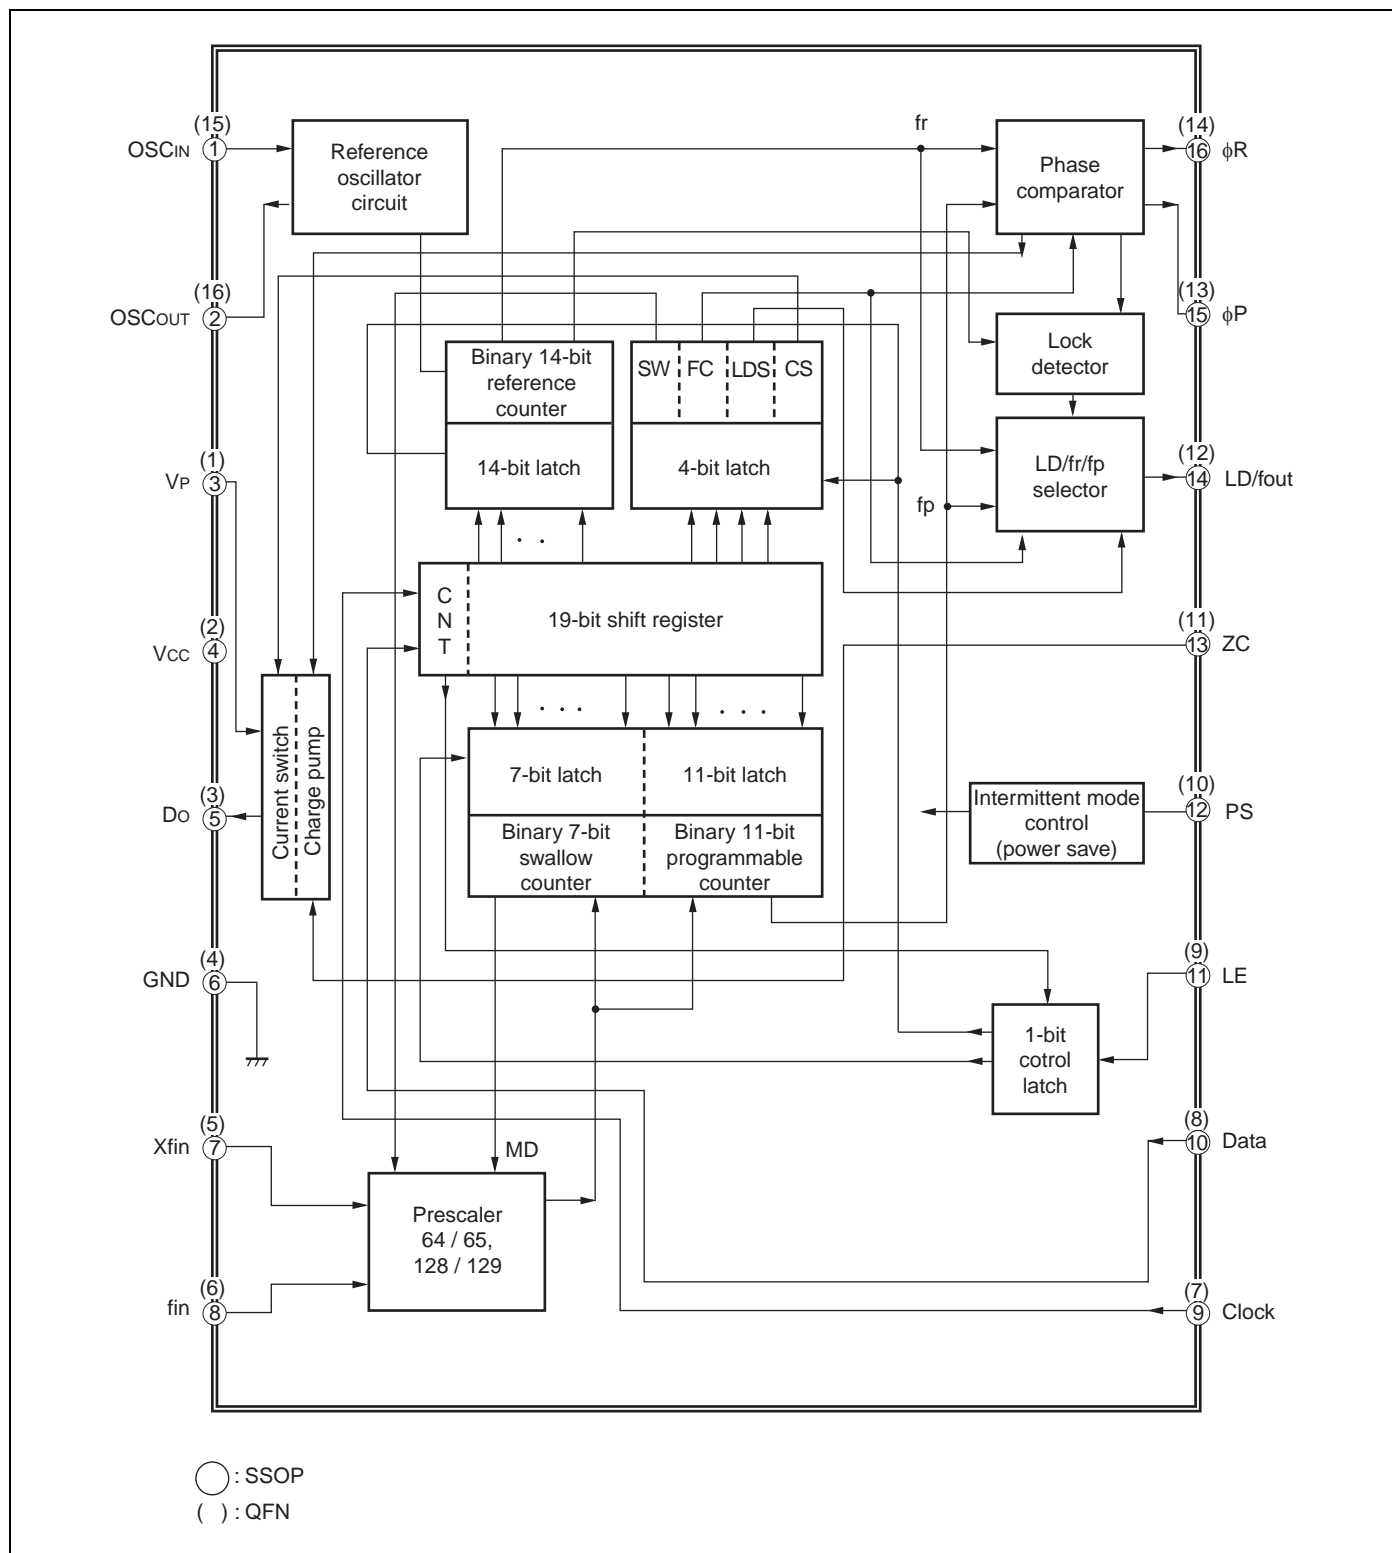 (15)
OSCIN 1
Reference
oscillator
circuit
fr
Phase
comparator
(14)
16 ϕR
(16)
OSCOUT 2
(13)
15 ϕP
Lock
detector
Binary 14-bit
reference
counter
SW FC LDS CS
14-bit latch
4-bit latch
LD/fr/fp
selector
(12)
14 LD/fout
(1)
VP 3
fp
. .
C
N
T
19-bit shift register
(2)
VCC 4
(11)
13 ZC
. . .
. . .
Current switch
Charge pump
7-bit latch
11-bit latch
(3)
DO 5
Intermittent mode
control
(power save)
(10)
12 PS
Binary 7-bit
swallow
counter
Binary 11-bit
programmable
counter
(4)
GND 6
(9)
11 LE
1-bit
cotrol
latch
(5)
Xfin 7
MD
(8)
10 Data
Prescaler
64 / 65,
128 / 129
(6)
fin 8
(7)
9 Clock
: SSOP
( ) : QFN